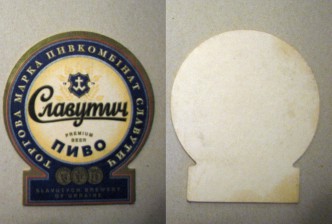 ТОРГОВА МАРКА ПИВКОМБІНАТ СЛАВУТИЧ
Славутич
PREMIUM
BEER
ПИВО
SLAVUTICH BREWERY
OF UKRAINE